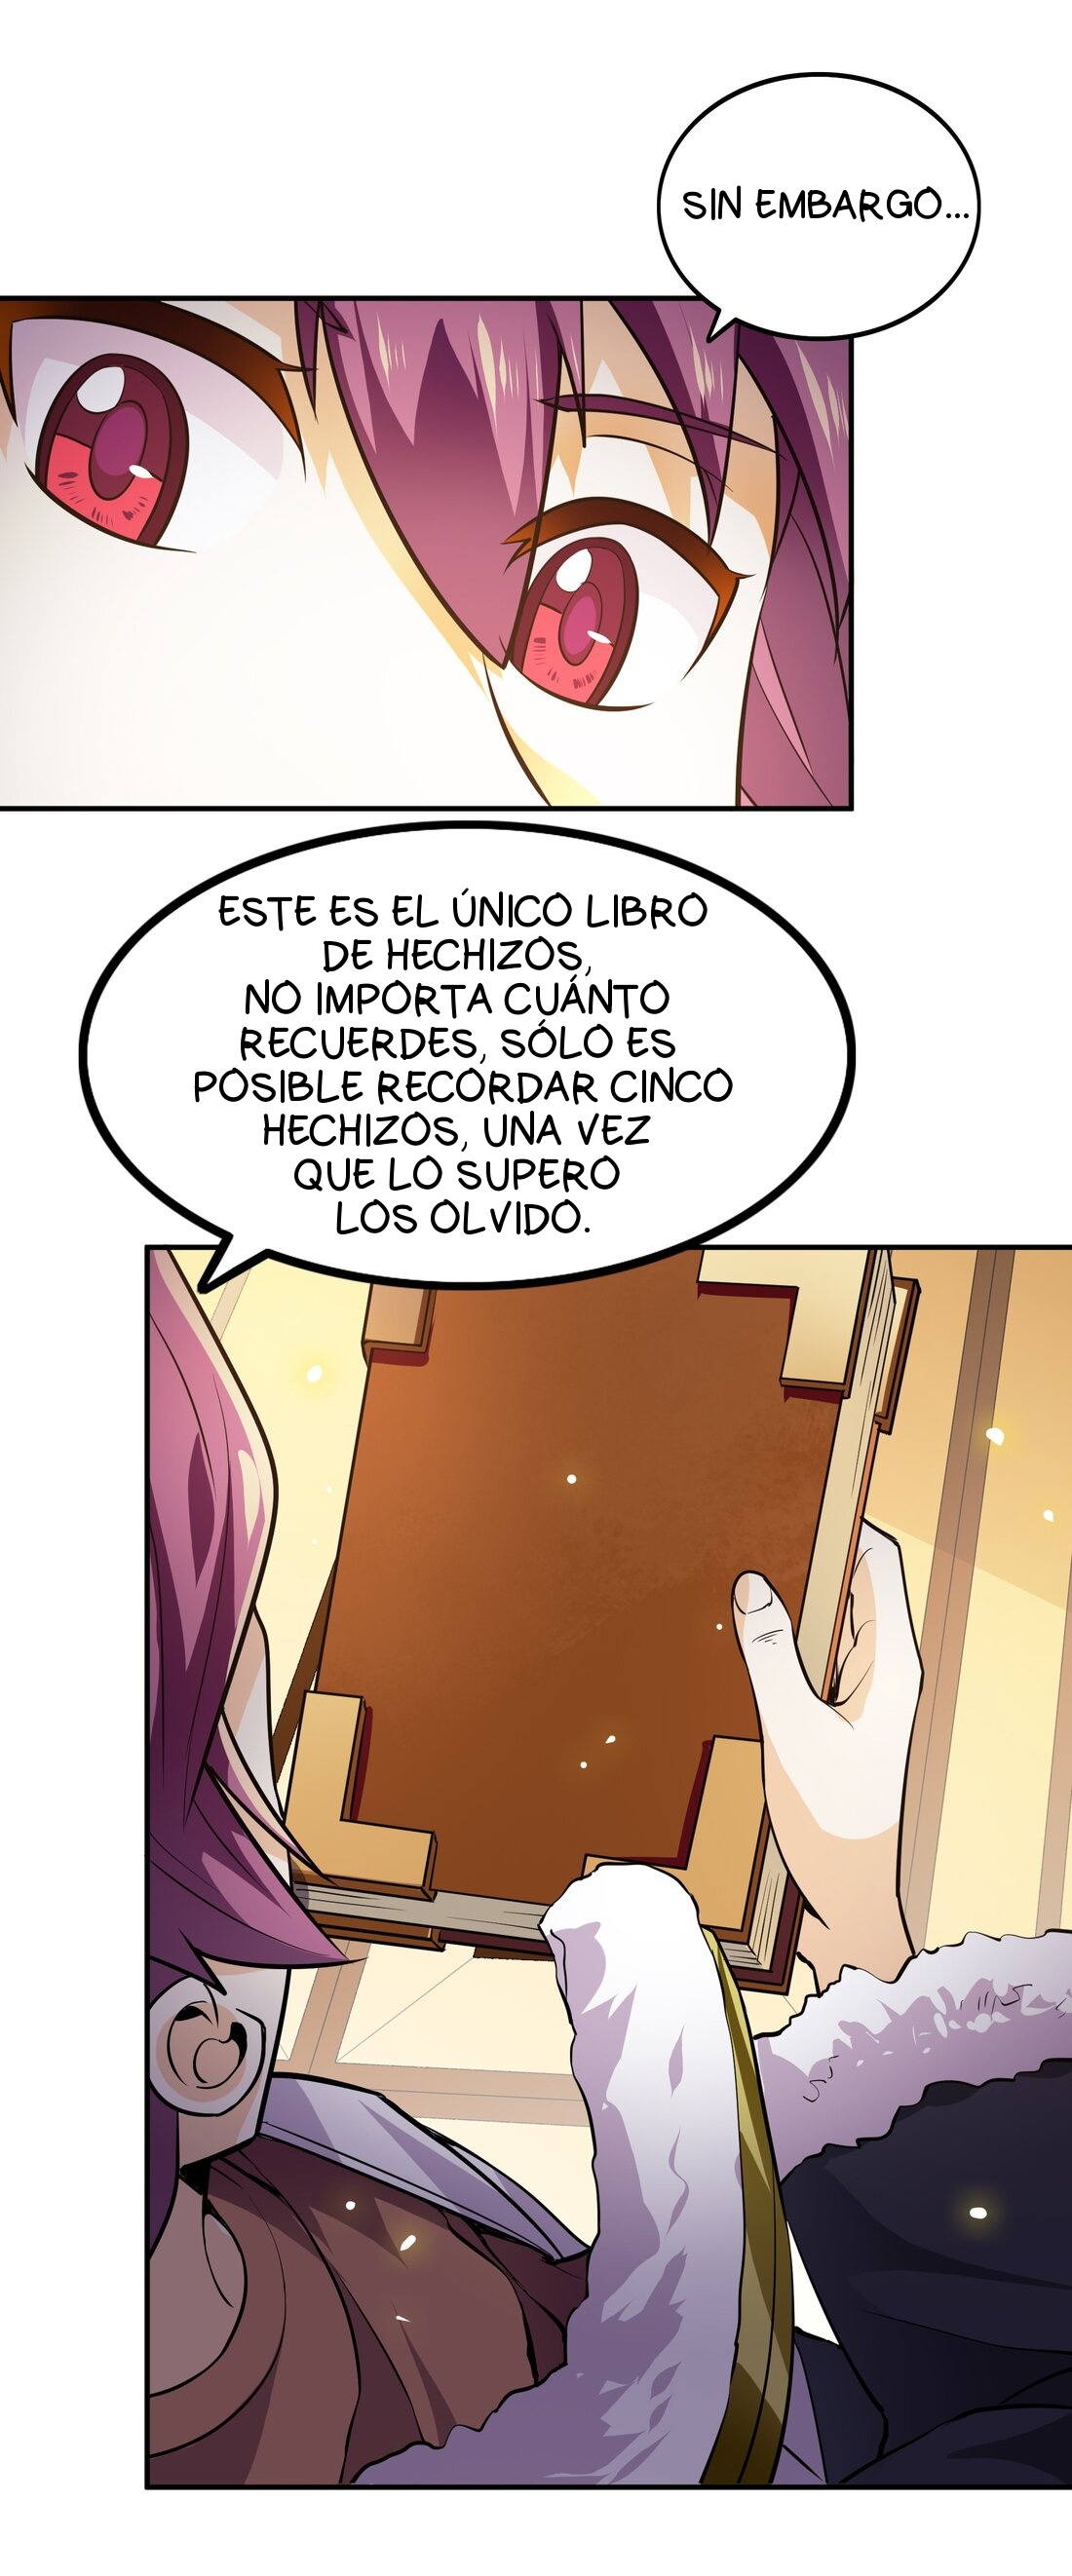 SIN EMBARGO...
ESTE ES EL ÚNICO LIBRO
DE HECHIZOS,
NO IMPORTA CUÁNTO
RECUERDES, SÓLO ES
POSIBLE RECORDAR CINCO
HECHIZOS, UNA VEZ
QUE LO SUPERO
LOS OLVIDO.